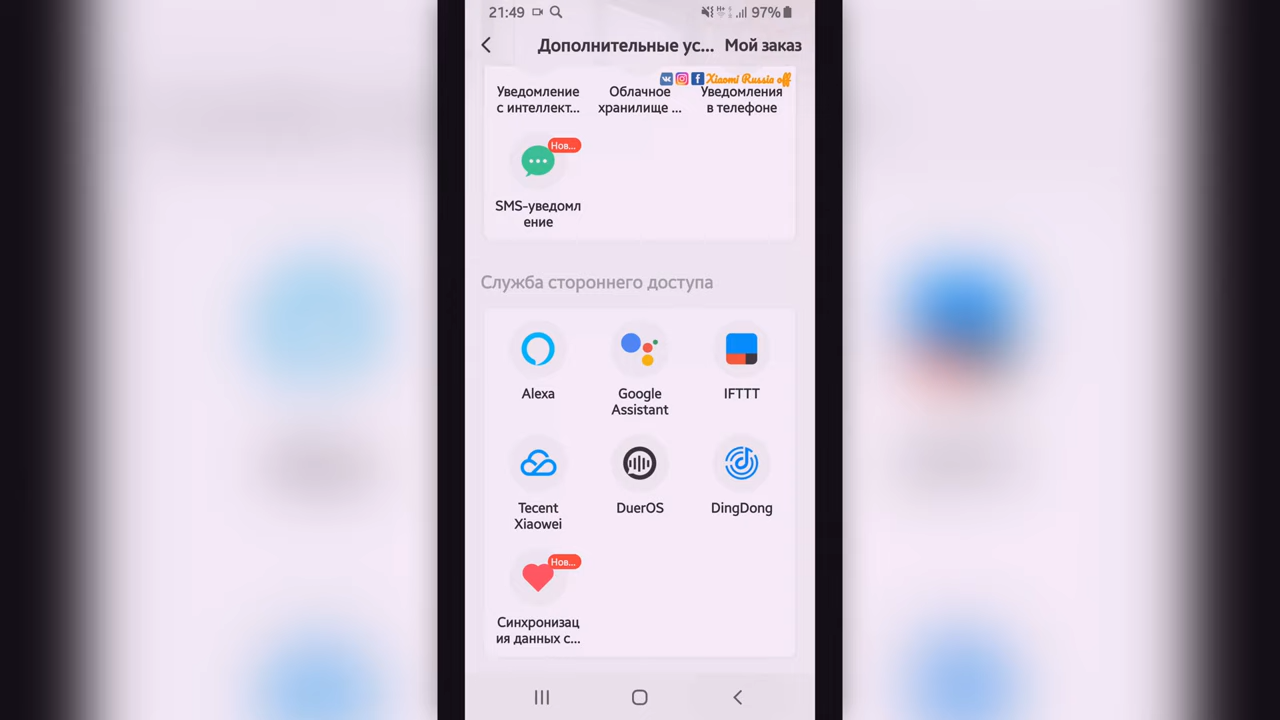 21:49
97%
Дополнительные ус... Мой заказ
Xiaomi Russia off
Уведомление
с интеллект...
Облачное
хранилище ...
Уведомления
в телефоне
Нов...
SMS-уведомл
ение
Служба стороннего доступа
Alexa
Google
Assistant
IFTTT
Tecent
Xiaowei
DuerOS
DingDong
Нов...
Синхронизац
ия данных с...